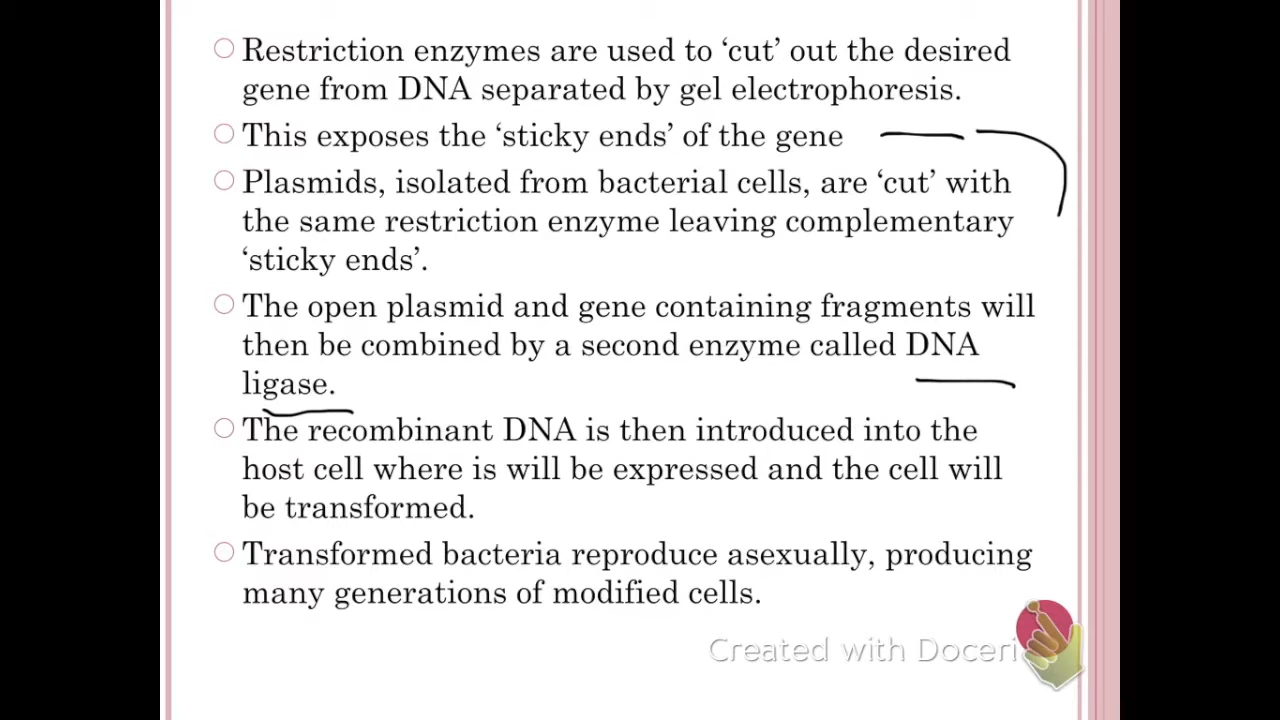 Restriction enzymes are used to ‘cut’ out the desired
gene from DNA separated by gel electrophoresis.
This exposes the ‘sticky ends’ of the gene
Plasmids, isolated from bacterial cells, are ‘cut’ with
the same restriction enzyme leaving complementary
‘sticky ends’.
The open plasmid and gene containing fragments will
then be combined by a second enzyme called DNA
ligase.
The recombinant DNA is then introduced into the
host cell where is will be expressed and the cell will
be transformed.
Transformed bacteria reproduce asexually, producing
many generations of modified cells.
Created with Doceri